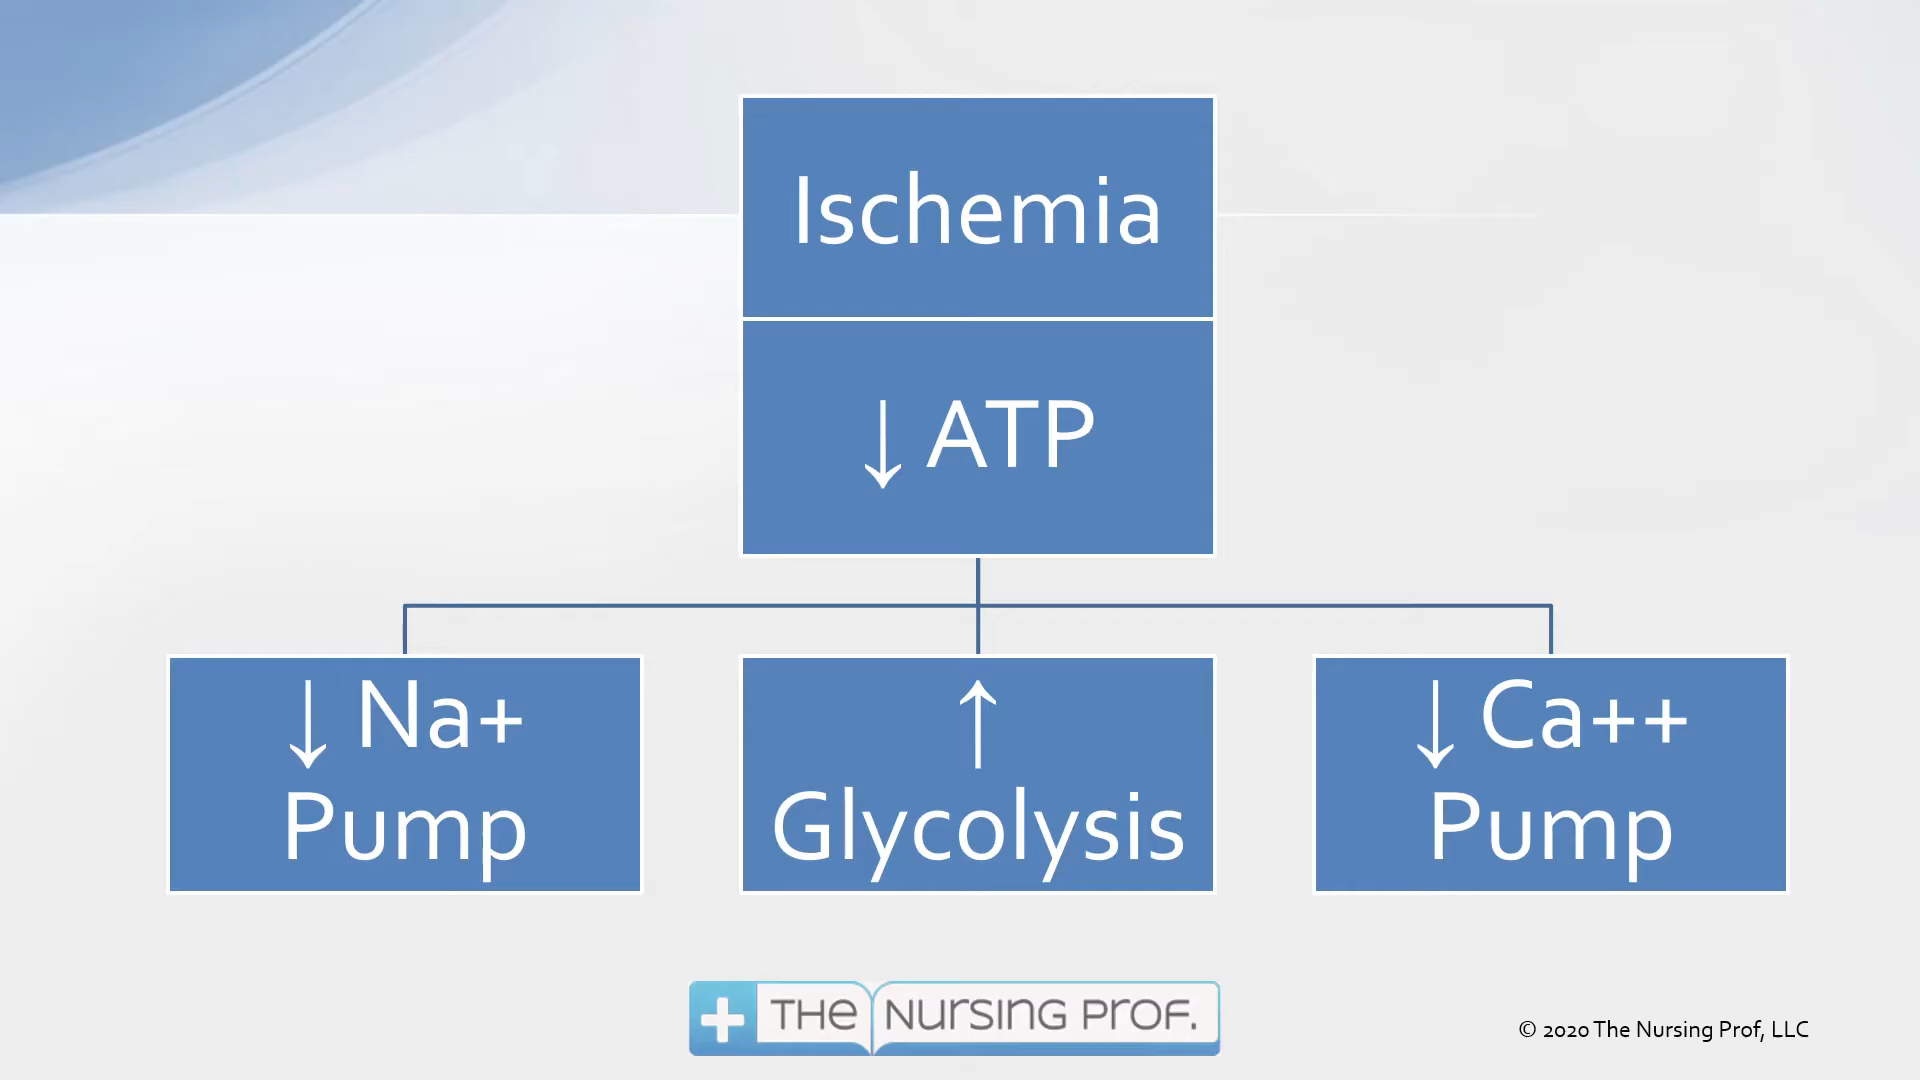 Ischemia
↓ ATP
↓ Na+
Pump
↑
Glycolysis
↓ Ca++
Pump
THE NURSING PROF.
© 2020 The Nursing Prof, LLC